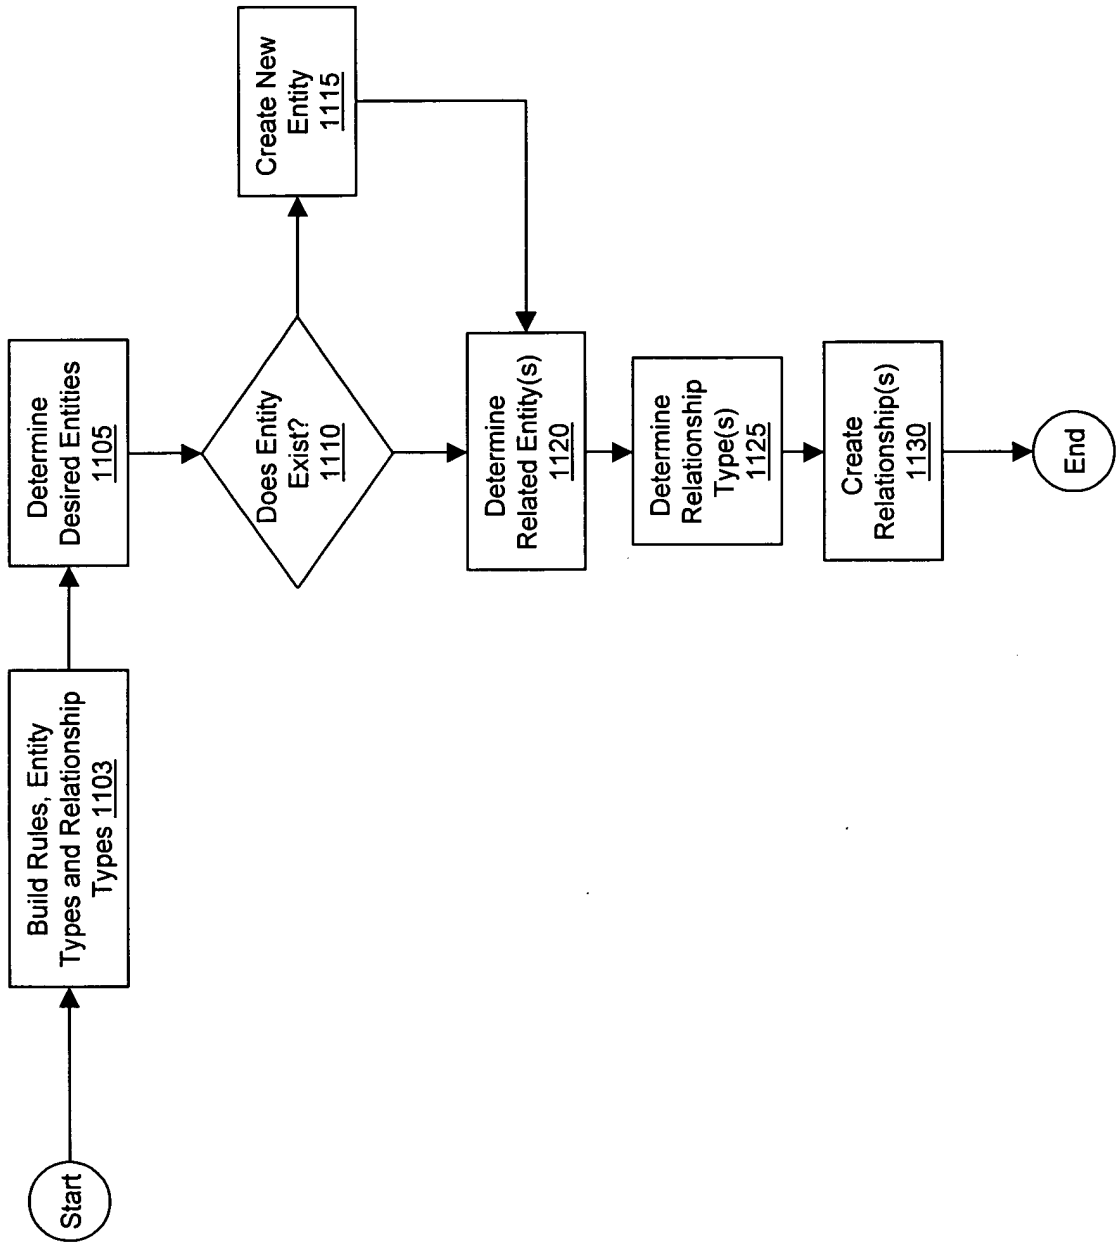 Start
Build Rules, Entity
Types and Relationship
Types 1103
Determine
Desired Entities
1105
Does Entity
Exist?
1110
Create New
Entity
1115
Determine
Related Entity(s)
1120
Determine
Relationship
Type(s)
1125
Create
Relationship(s)
1130
End